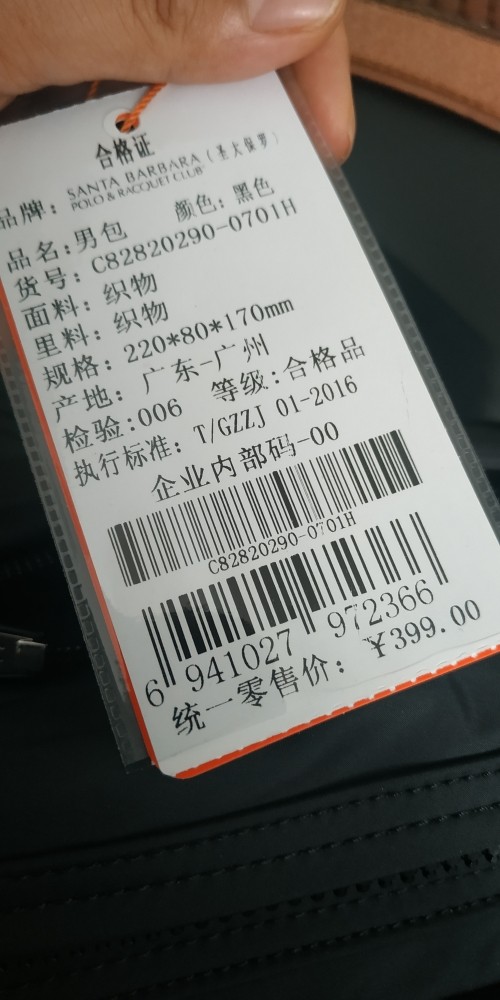 合格证
品牌: SANTA BARBARA (圣大保罗)
POLO & RACQUET CLUB
品名:男包 颜色:黑色
货号: C82820290-0701H
面料: 织物
里料: 织物
规格: 220*80*170mm
产地: 广东-广州
检验:006 等级:合格品
执行标准: T/GZZJ 01-2016
企业内部码-00
C82820290-0701H
6 941027 972366
统一零售价: ¥399.00